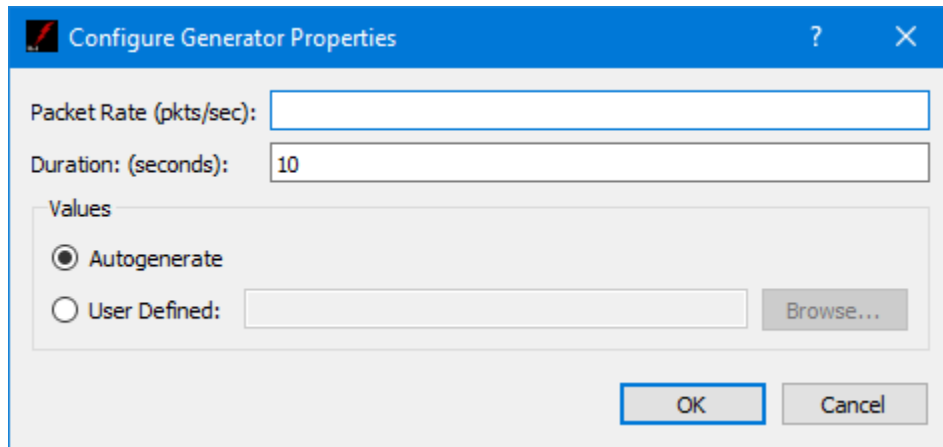 Configure Generator Properties ?
Packet Rate (pkts/sec):
Duration: (seconds): 10
Values
Autogenerate
User Defined: Browse...
OK Cancel